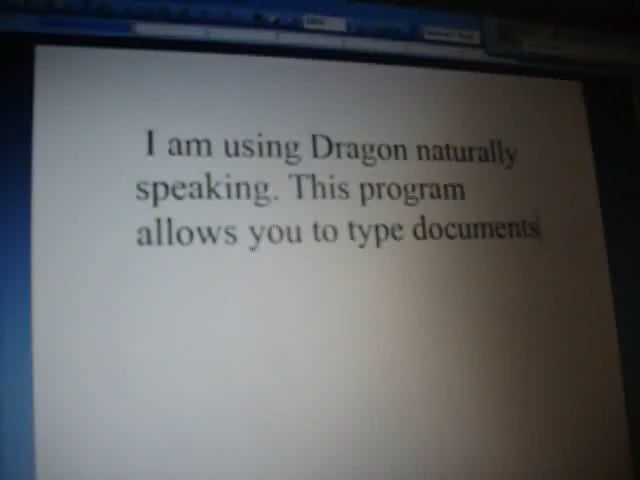 I am using Dragon naturally
speaking. This program
allows you to type documents